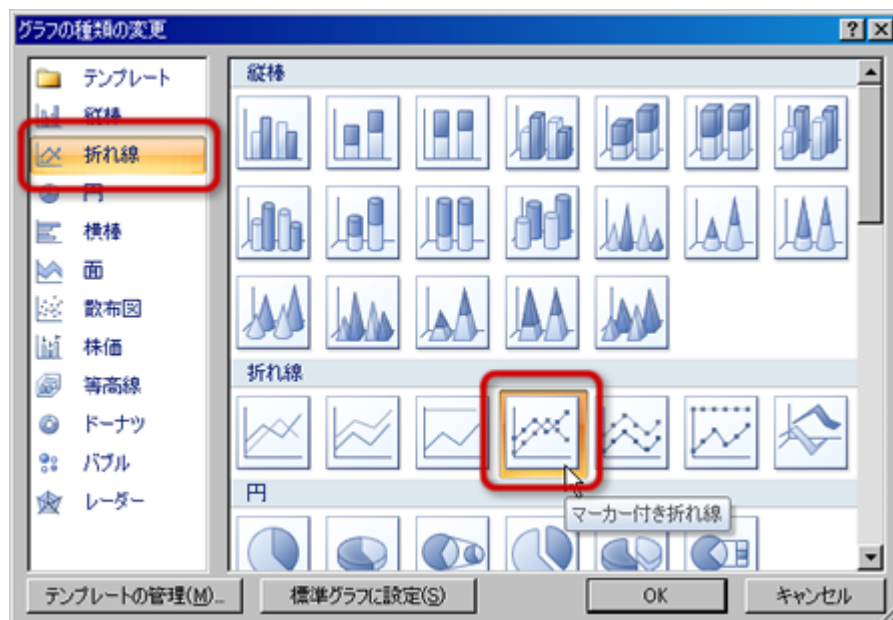 グラフの種類の変更
テンプレート
縦棒
折れ線
円
横棒
面
散布図
株価
等高線
ドーナツ
バブル
レーダー
縦棒
折れ線
円
マーカー付き折れ線
テンプレートの管理(M)...
標準グラフに設定(S)
OK
キャンセル